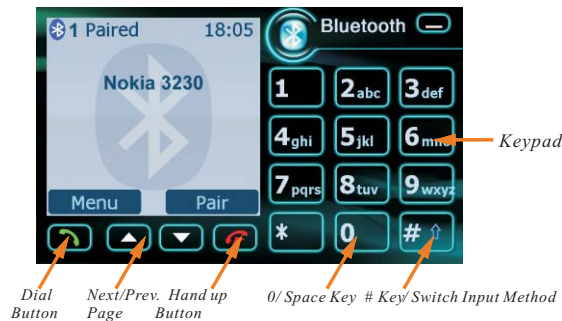 1 Paired 18:05
Bluetooth
Nokia 3230
1 2abc 3def
4ghi 5jkl 6mno
Keypad
7pqrs 8tuv 9wxyz
Menu Pair
* 0 #
Dial Button
Next/Prev. Page
Hand up Button
0/ Space Key
# Key/ Switch Input Method